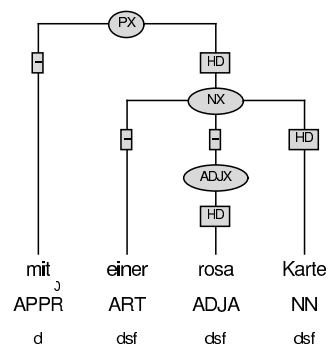 PX
- HD
NX
- - HD
ADJX
HD
mit einer rosa Karte
APPR ART ADJA NN
d dsf dsf dsf